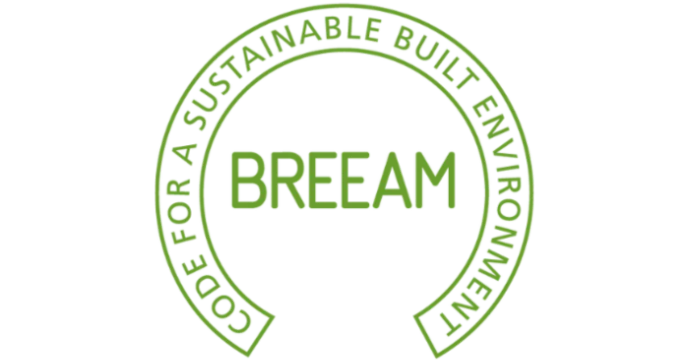 CODE FOR A SUSTAINABLE BUILT ENVIRONMENT
BREEAM